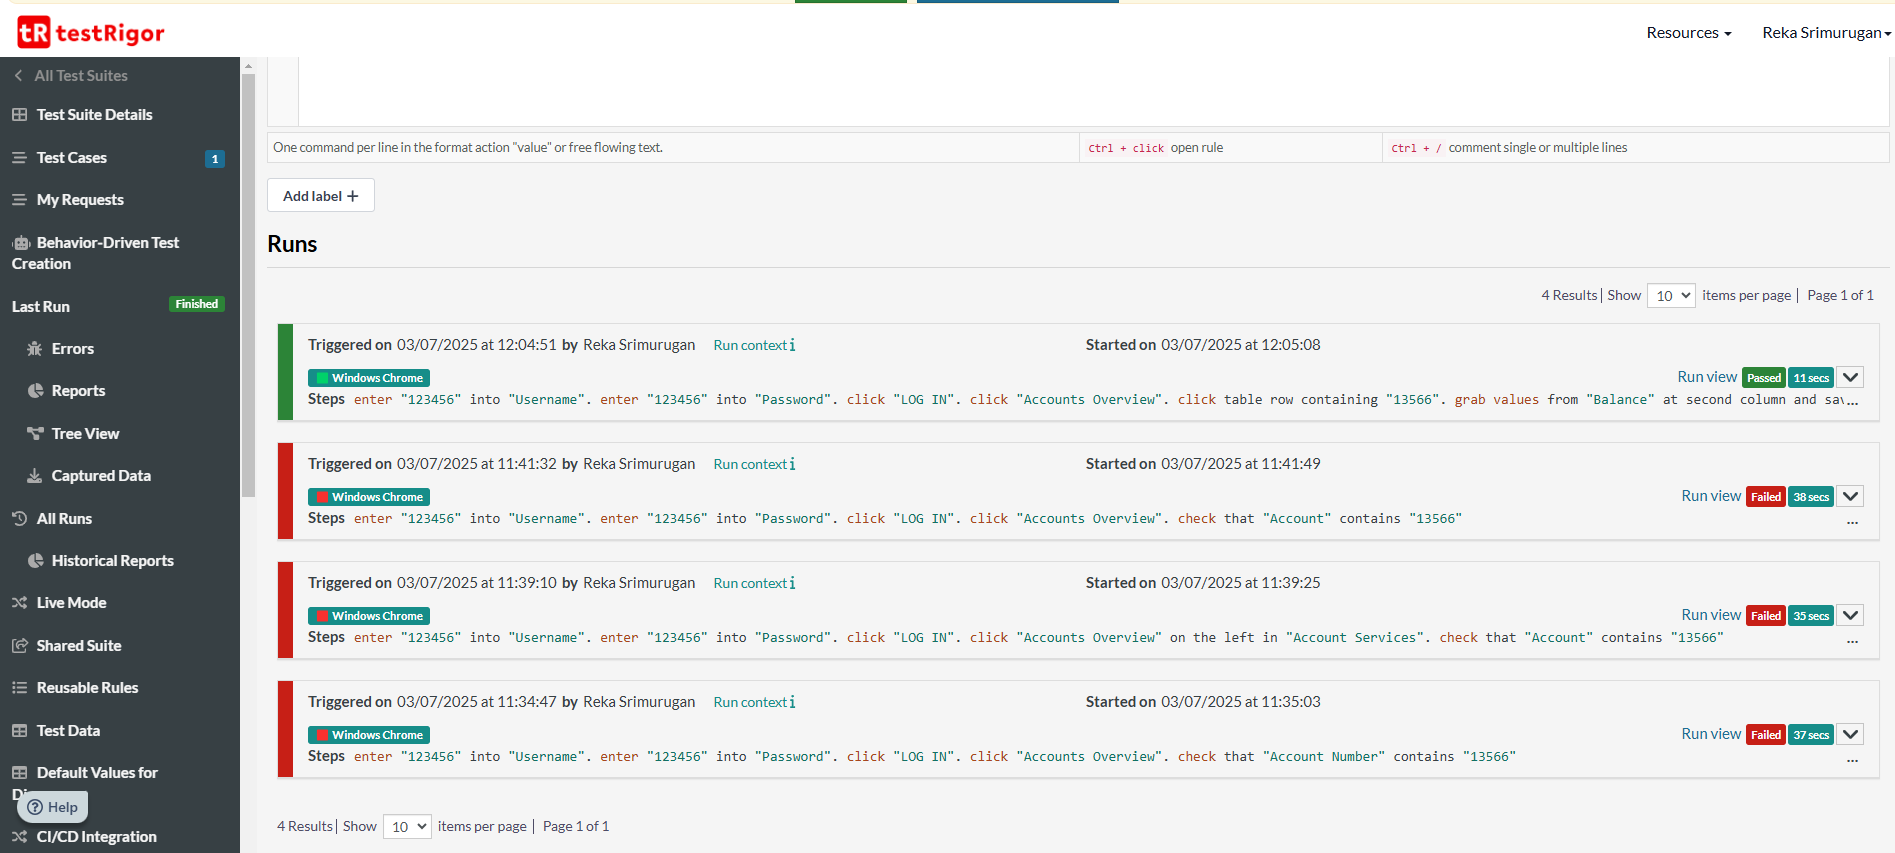 tR testRigor
Resources
Reka Srimurugan
All Test Suites
Test Suite Details
Test Cases 1
My Requests
Behavior-Driven Test
Creation
Last Run Finished
Errors
Reports
Tree View
Captured Data
All Runs
Historical Reports
Live Mode
Shared Suite
Reusable Rules
Test Data
Default Values for
Help
CI/CD Integration
One command per line in the format action "value" or free flowing text.
Ctrl + click open rule
Ctrl + / comment single or multiple lines
Add label +
Runs
4 Results | Show 10 items per page | Page 1 of 1
Triggered on 03/07/2025 at 12:04:51 by Reka Srimurugan Run context i Started on 03/07/2025 at 12:05:08
Windows Chrome Run view Passed 11 secs
Steps enter "123456" into "Username". enter "123456" into "Password". click "LOG IN". click "Accounts Overview". click table row containing "13566". grab values from "Balance" at second column and sav...
Triggered on 03/07/2025 at 11:41:32 by Reka Srimurugan Run context i Started on 03/07/2025 at 11:41:49
Windows Chrome Run view Failed 38 secs
Steps enter "123456" into "Username". enter "123456" into "Password". click "LOG IN". click "Accounts Overview". check that "Account" contains "13566" ...
Triggered on 03/07/2025 at 11:39:10 by Reka Srimurugan Run context i Started on 03/07/2025 at 11:39:25
Windows Chrome Run view Failed 35 secs
Steps enter "123456" into "Username". enter "123456" into "Password". click "LOG IN". click "Accounts Overview" on the left in "Account Services". check that "Account" contains "13566" ...
Triggered on 03/07/2025 at 11:34:47 by Reka Srimurugan Run context i Started on 03/07/2025 at 11:35:03
Windows Chrome Run view Failed 37 secs
Steps enter "123456" into "Username". enter "123456" into "Password". click "LOG IN". click "Accounts Overview". check that "Account Number" contains "13566" ...
4 Results | Show 10 items per page | Page 1 of 1